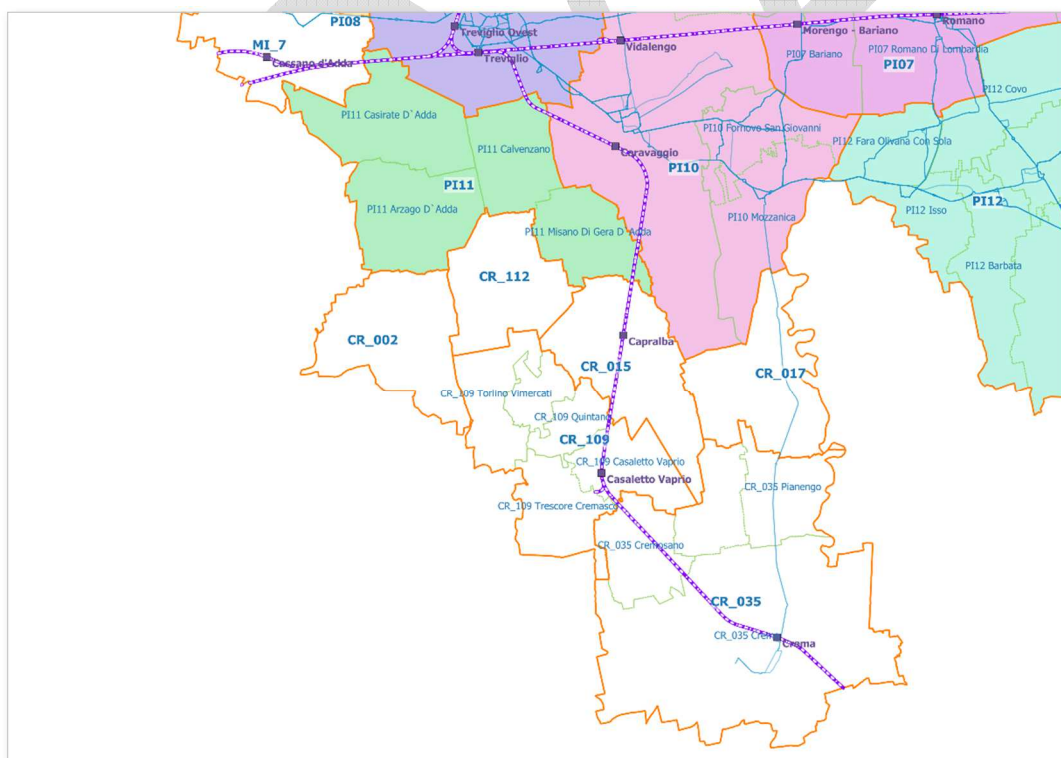 PI08
Treviglio Ovest
Romano
Morengo - Bariano
MI_7
Vidalengo
PI07 Bariano
PI07 Romano Di Lombardia
Cassano d'Adda
Treviglio
PI07
PI12 Covo
PI11 Casirate D`Adda
PI10 Fornovo San Giovanni
PI12 Fara Olivana Con Sola
PI11 Calvenzano
Caravaggio
PI10
PI11
PI12
PI11 Arzago D`Adda
PI10 Mozzanica
PI12 Isso
PI11 Misano Di Gera D`Adda
PI12 Barbata
CR_112
CR_002
Capralba
CR_015
CR_017
CR_109 Torlino Vimercati
CR_109 Quintano
CR_109
CR_109 Casaletto Vaprio
Casaletto Vaprio
CR_035 Pianengo
CR_109 Trescore Cremasco
CR_035 Cremosano
CR_035
CR_035 Crema
Crema